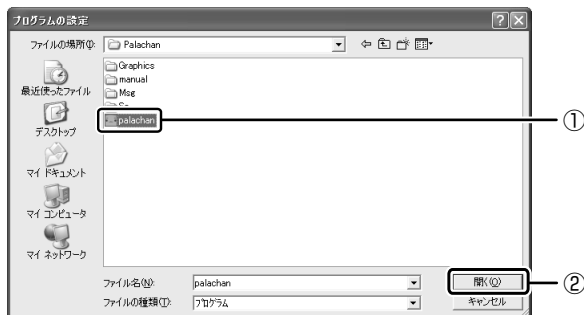 プログラムの設定
ファイルの場所(I):
Palachan
最近使ったファイル
デスクトップ
マイ ドキュメント
マイ コンピュータ
マイ ネットワーク
Graphics
manual
Msg
palachan
①
ファイル名(N):
palachan
開く(O)
②
ファイルの種類(T):
プログラム
キャンセル